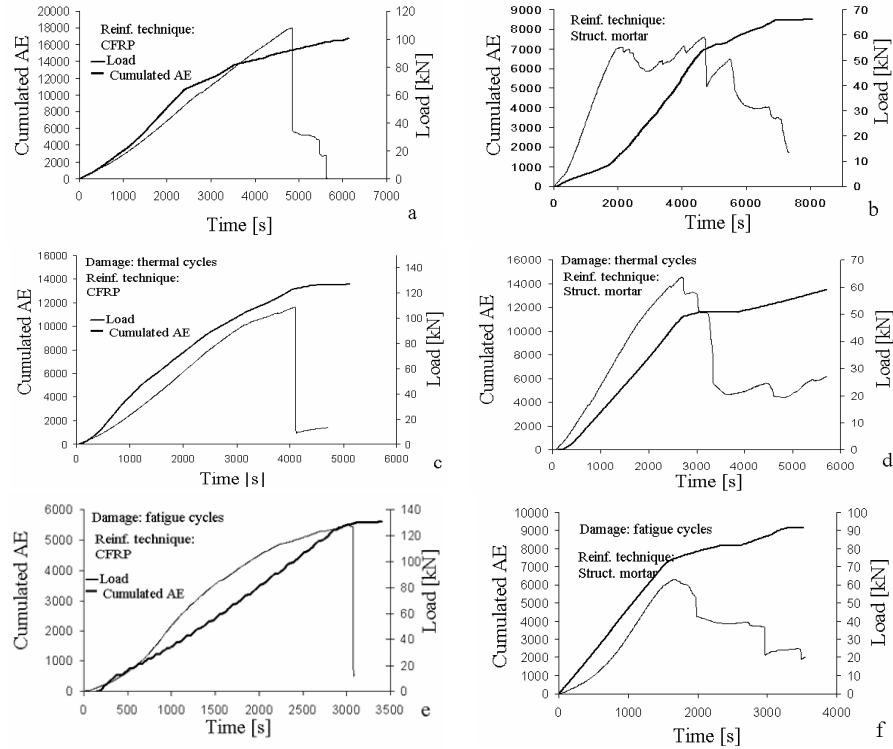 20000
18000
16000
14000
12000
10000
8000
6000
4000
2000
0
Cumulated AE
Reinf. technique:
CFRP
Load
Cumulated AE
120
100
80
60
40
20
0
Load [kN]
0 1000 2000 3000 4000 5000 6000 7000
Time [s]
a
10000
9000
8000
7000
6000
5000
4000
3000
2000
1000
0
Cumulated AE
Reinf. technique:
Struct. mortar
70
60
50
40
30
20
10
0
Load [kN]
0 2000 4000 6000 8000
Time [s]
b
16000
14000
12000
10000
8000
6000
4000
2000
0
Cumulated AE
Damage: thermal cycles
Reinf. technique:
CFRP
Load
Cumulated AE
140
120
100
80
60
40
20
0
Load [kN]
0 1000 2000 3000 4000 5000 6000
Time [s]
c
16000
14000
12000
10000
8000
6000
4000
2000
0
Cumulated AE
Damage: thermal cycles
Reinf. technique:
Struct. mortar
70
60
50
40
30
20
10
0
Load [kN]
0 1000 2000 3000 4000 5000 6000
Time [s]
d
6000
5000
4000
3000
2000
1000
0
Cumulated AE
Damage: fatigue cycles
Reinf. technique:
CFRP
Load
Cumulated AE
140
120
100
80
60
40
20
0
Load [kN]
0 500 1000 1500 2000 2500 3000 3500
Time [s]
e
10000
9000
8000
7000
6000
5000
4000
3000
2000
1000
0
Cumulated AE
Damage: fatigue cycles
Reinf. technique:
Struct. mortar
100
90
80
70
60
50
40
30
20
10
0
Load [kN]
0 1000 2000 3000 4000
Time [s]
f